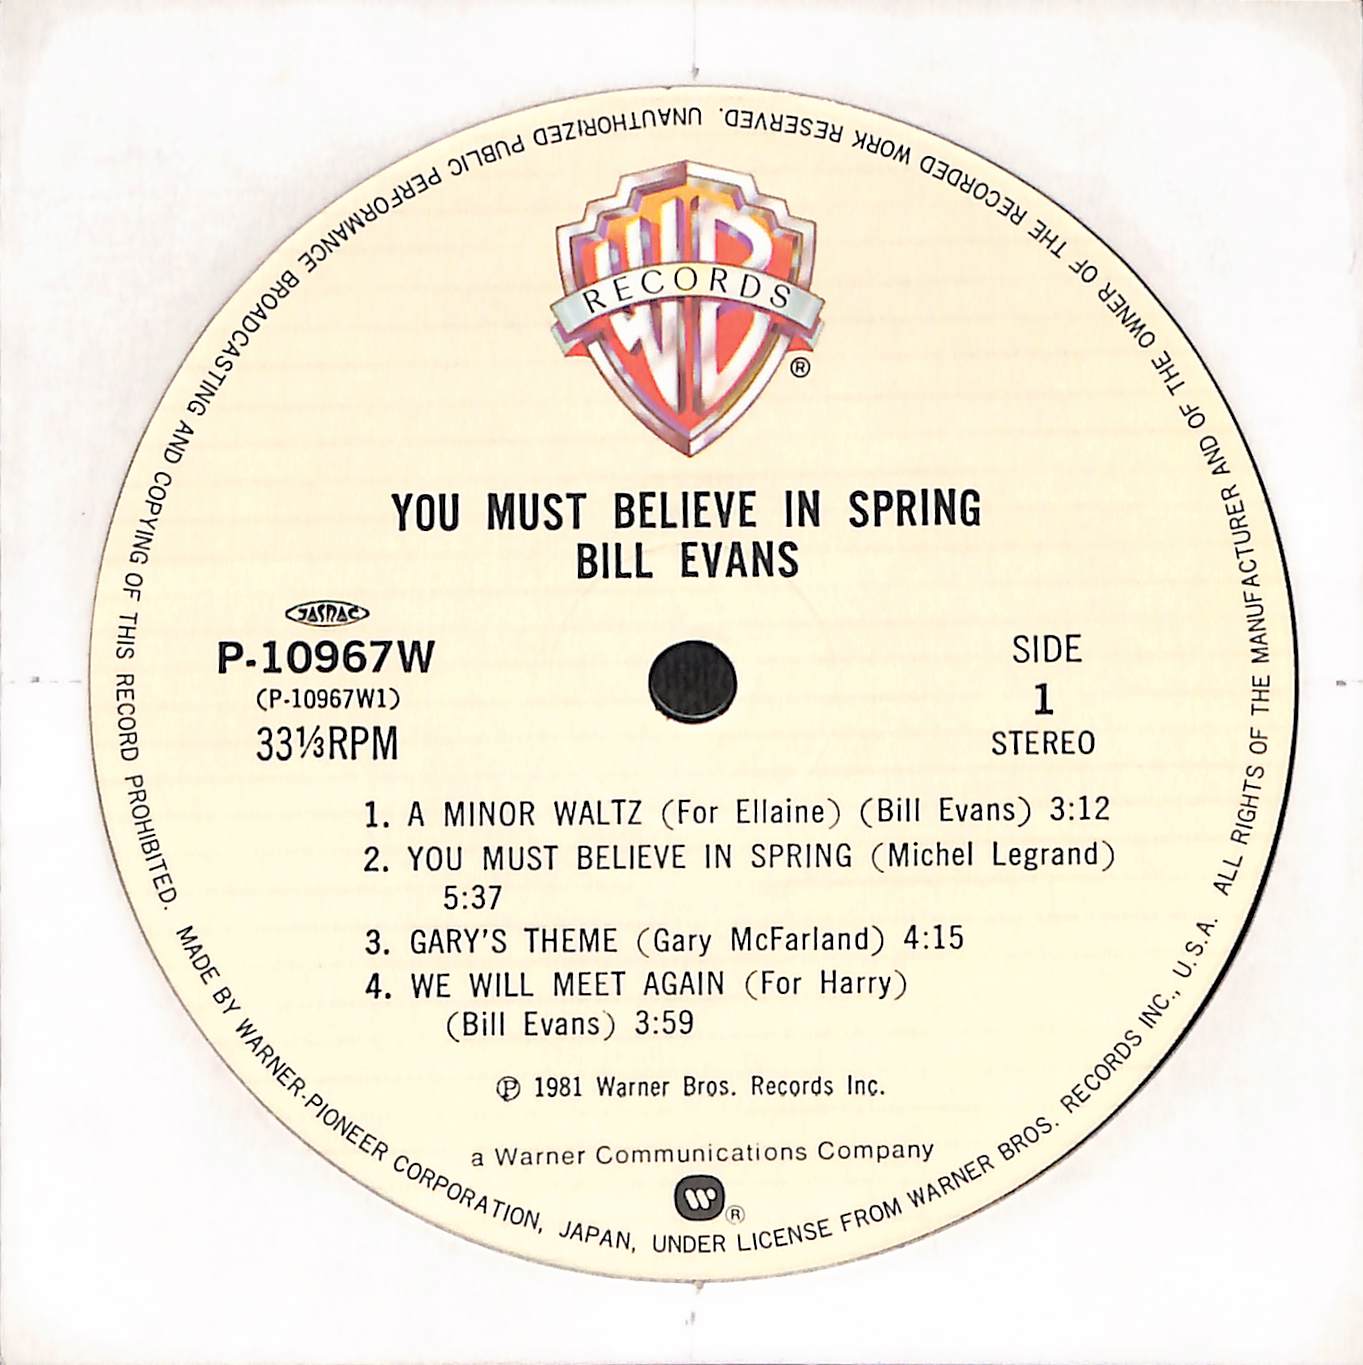 RECORDS
®
YOU MUST BELIEVE IN SPRING
BILL EVANS
JASRAC
P-10967W
(P-10967W1)
33⅓RPM
SIDE
1
STEREO
1. A MINOR WALTZ (For Ellaine) (Bill Evans) 3:12
2. YOU MUST BELIEVE IN SPRING (Michel Legrand)
5:37
3. GARY'S THEME (Gary McFarland) 4:15
4. WE WILL MEET AGAIN (For Harry)
(Bill Evans) 3:59
Ⓟ 1981 Warner Bros. Records Inc.
a Warner Communications Company
®
MADE BY WARNER-PIONEER CORPORATION, JAPAN, UNDER LICENSE FROM WARNER BROS. RECORDS INC., U.S.A. ALL RIGHTS OF THE MANUFACTURER AND OF THE OWNER OF THE RECORDED WORK RESERVED. UNAUTHORIZED PUBLIC PERFORMANCE BROADCASTING AND COPYING OF THIS RECORD PROHIBITED.